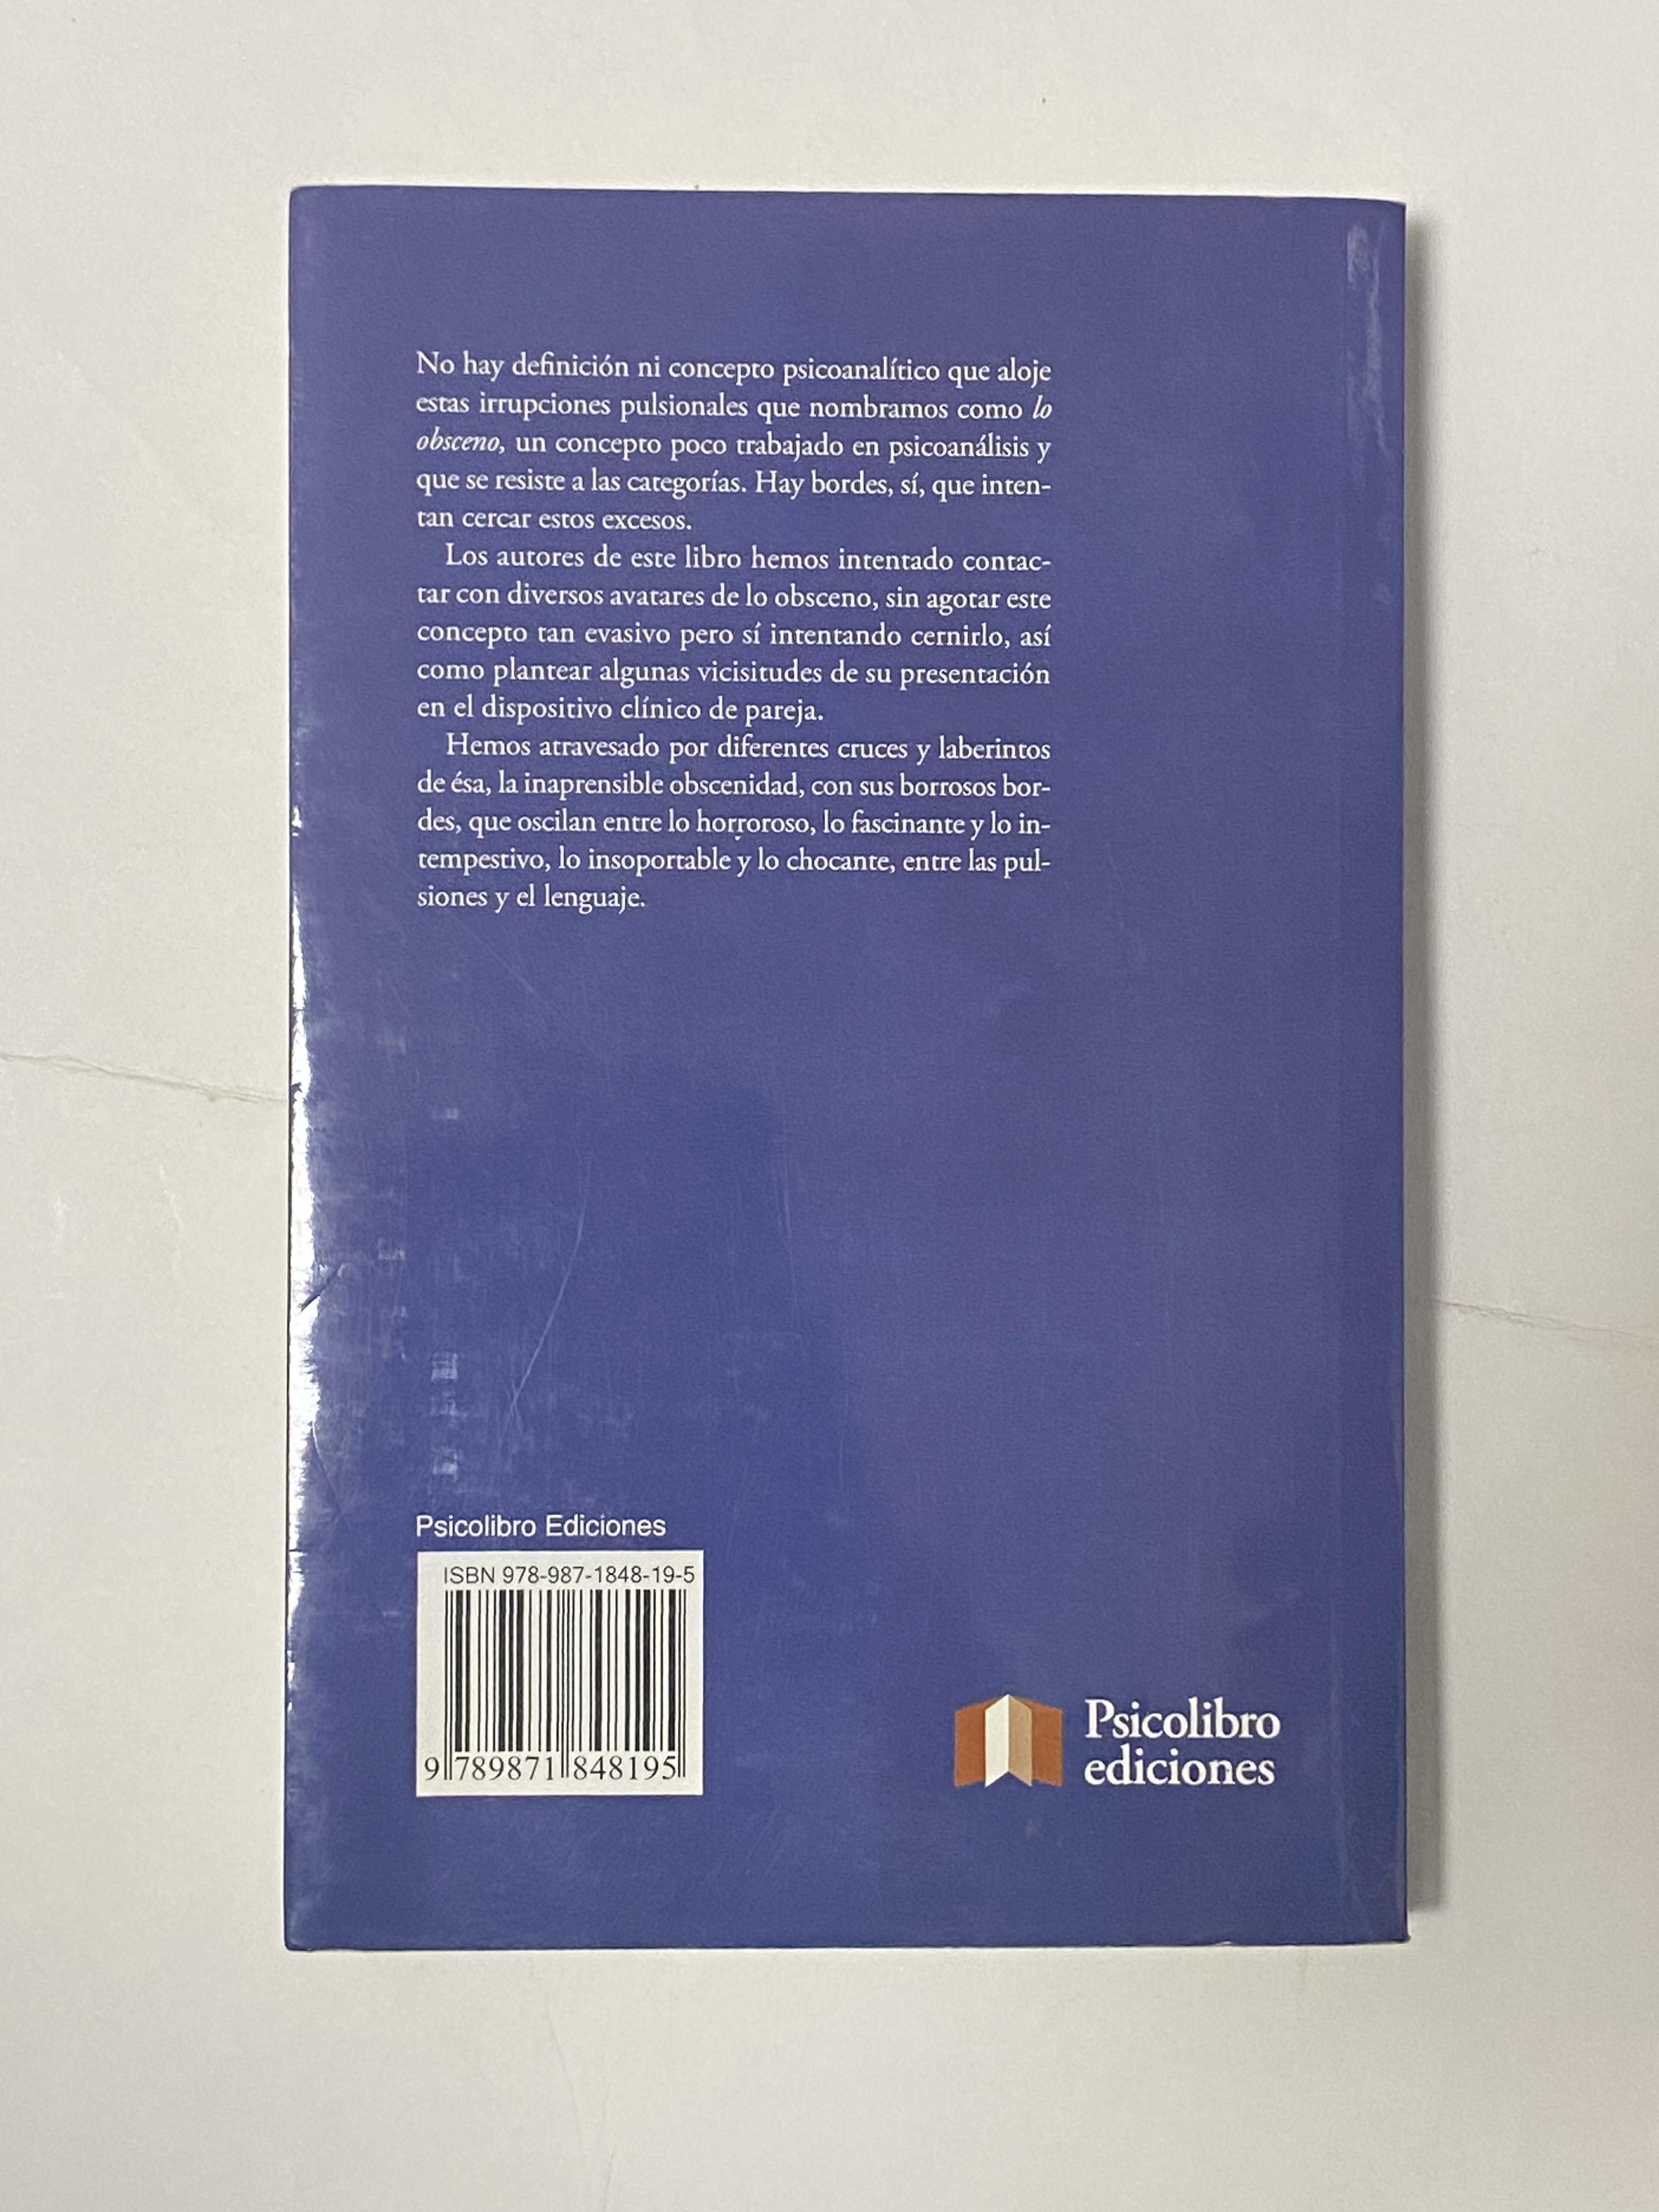 No hay definición ni concepto psicoanalítico que aloje
estas irrupciones pulsionales que nombramos como lo
obsceno, un concepto poco trabajado en psicoanálisis y
que se resiste a las categorías. Hay bordes, sí, que inten-
tan cercar estos excesos.
Los autores de este libro hemos intentado contac-
tar con diversos avatares de lo obsceno, sin agotar este
concepto tan evasivo pero sí intentando cernirlo, así
como plantear algunas vicisitudes de su presentación
en el dispositivo clínico de pareja.
Hemos atravesado por diferentes cruces y laberintos
de ésa, la inaprensible obscenidad, con sus borrosos bor-
des, que oscilan entre lo horroroso, lo fascinante y lo in-
tempestivo, lo insoportable y lo chocante, entre las pul-
siones y el lenguaje.
Psicolibro Ediciones
ISBN 978-987-1848-19-5
9 789871 848195
Psicolibro
ediciones